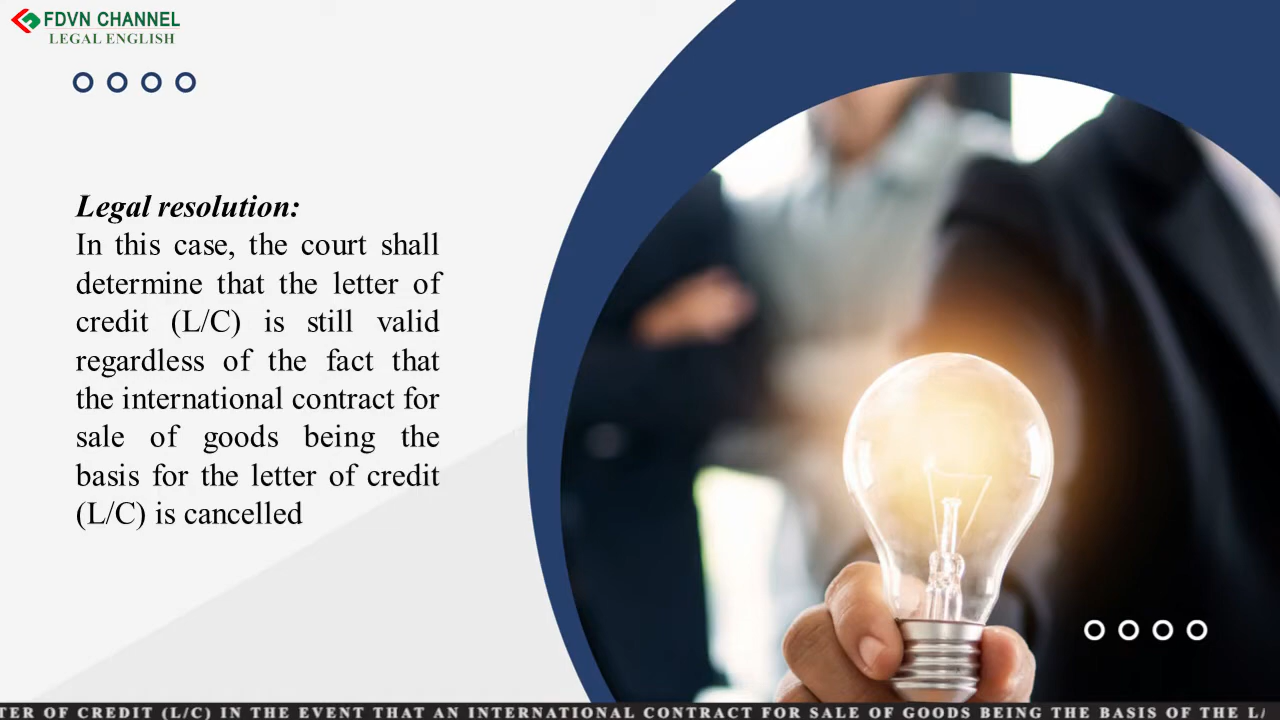 FDVN CHANNEL
LEGAL ENGLISH
Legal resolution:
In this case, the court shall
determine that the letter of
credit (L/C) is still valid
regardless of the fact that
the international contract for
sale of goods being the
basis for the letter of credit
(L/C) is cancelled
OF CREDIT (L/C) IN THE EVENT THAT AN INTERNATIONAL CONTRACT FOR SALE OF GOODS BEING THE BASIS OF THE